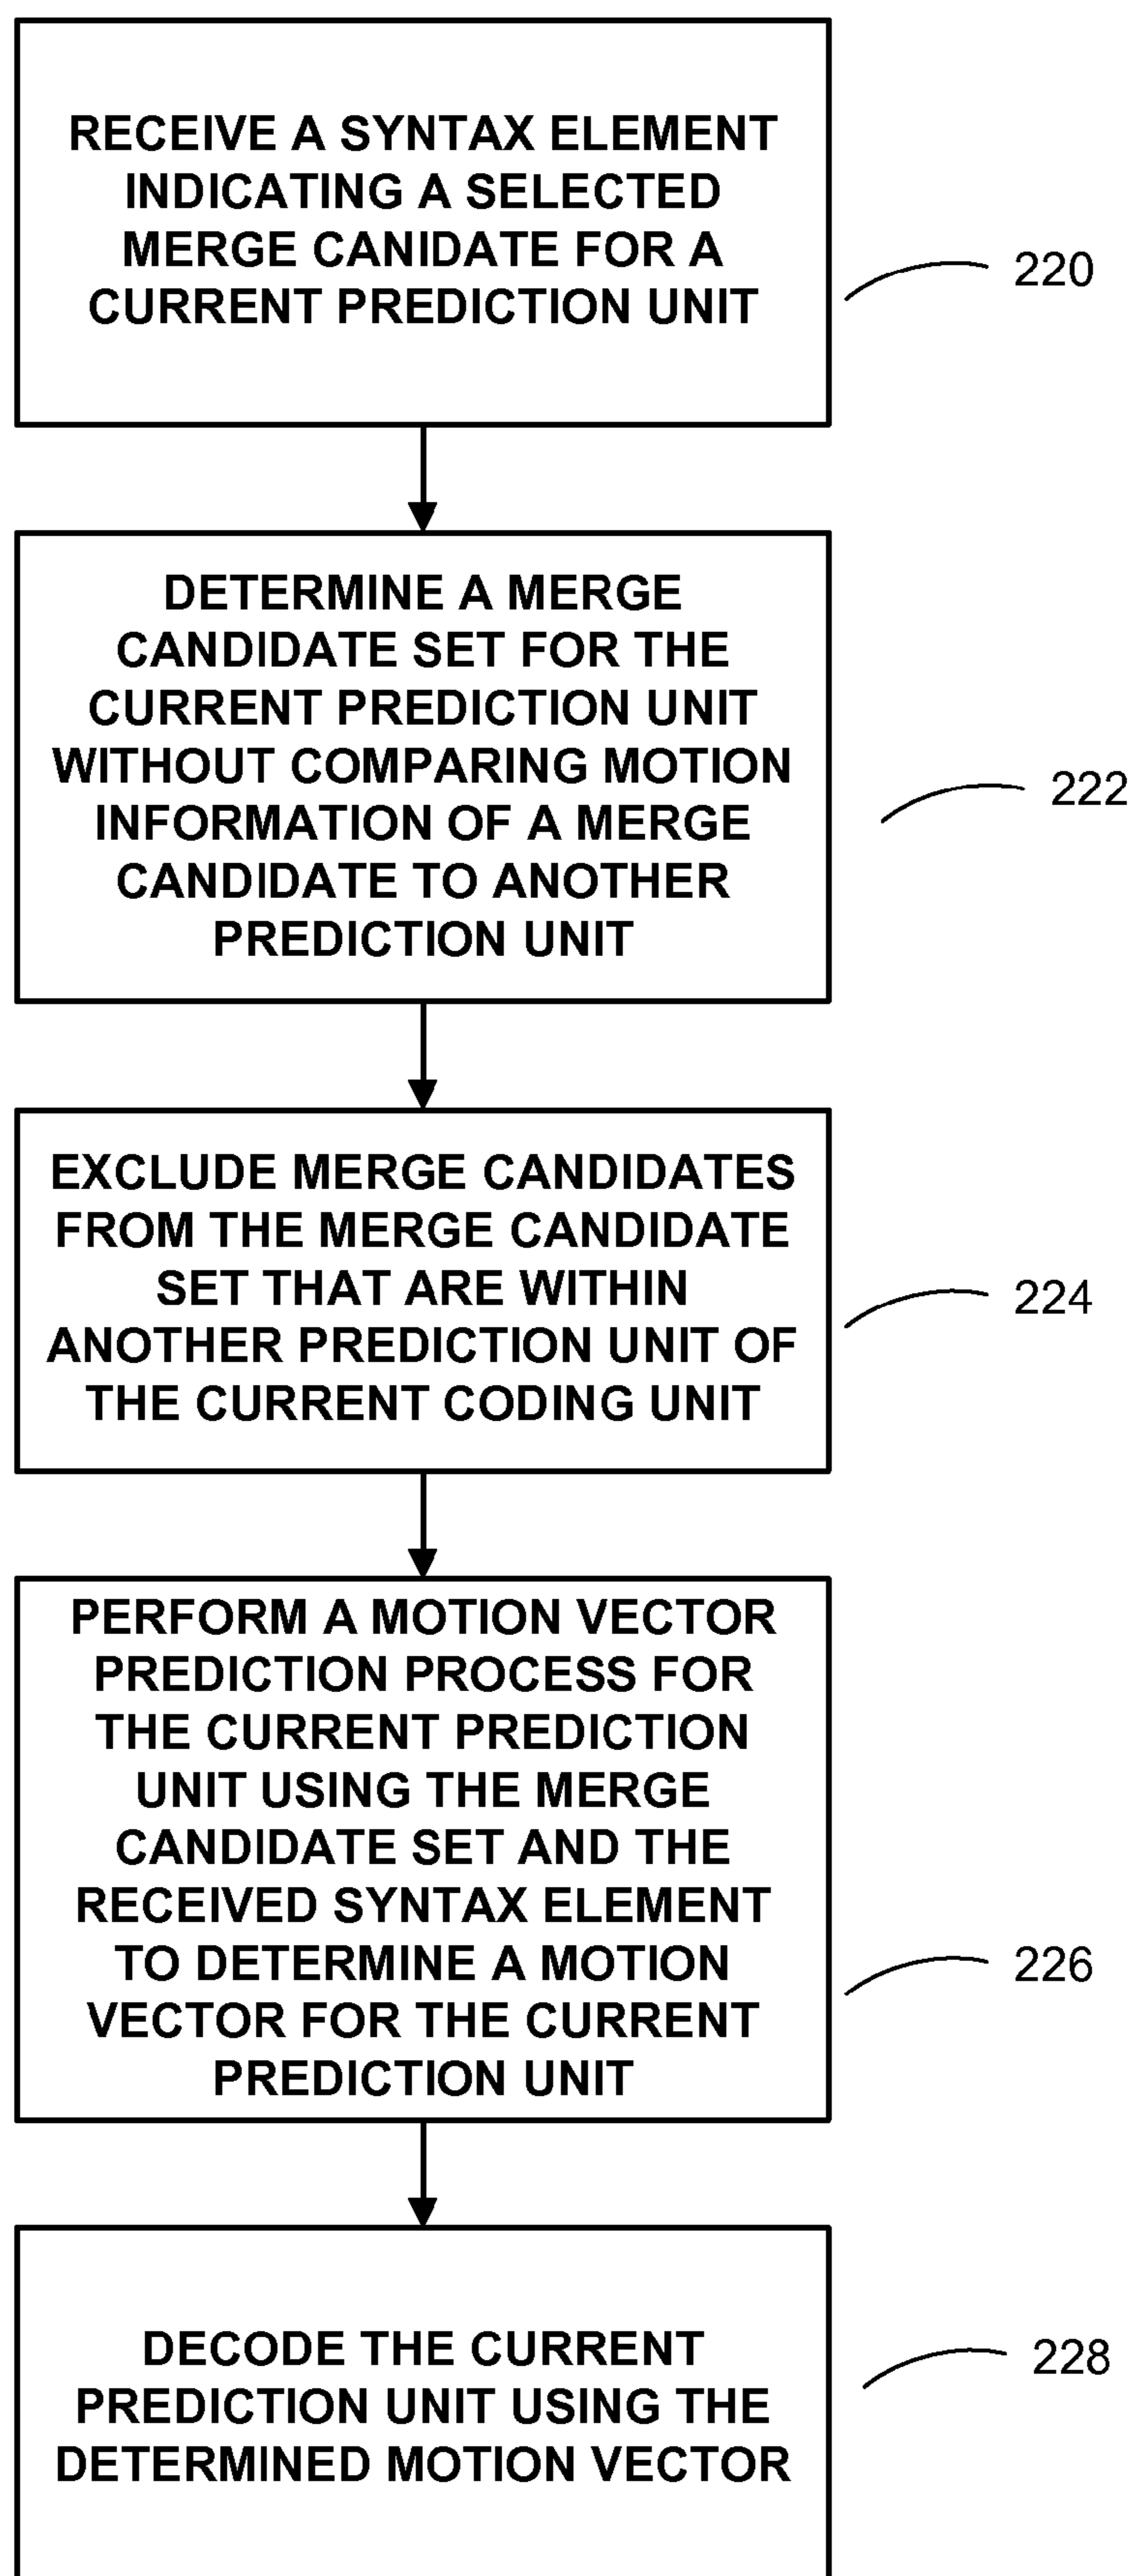 RECEIVE A SYNTAX ELEMENT
INDICATING A SELECTED
MERGE CANIDATE FOR A
CURRENT PREDICTION UNIT
220
DETERMINE A MERGE
CANDIDATE SET FOR THE
CURRENT PREDICTION UNIT
WITHOUT COMPARING MOTION
INFORMATION OF A MERGE
CANDIDATE TO ANOTHER
PREDICTION UNIT
222
EXCLUDE MERGE CANDIDATES
FROM THE MERGE CANDIDATE
SET THAT ARE WITHIN
ANOTHER PREDICTION UNIT OF
THE CURRENT CODING UNIT
224
PERFORM A MOTION VECTOR
PREDICTION PROCESS FOR
THE CURRENT PREDICTION
UNIT USING THE MERGE
CANDIDATE SET AND THE
RECEIVED SYNTAX ELEMENT
TO DETERMINE A MOTION
VECTOR FOR THE CURRENT
PREDICTION UNIT
226
DECODE THE CURRENT
PREDICTION UNIT USING THE
DETERMINED MOTION VECTOR
228